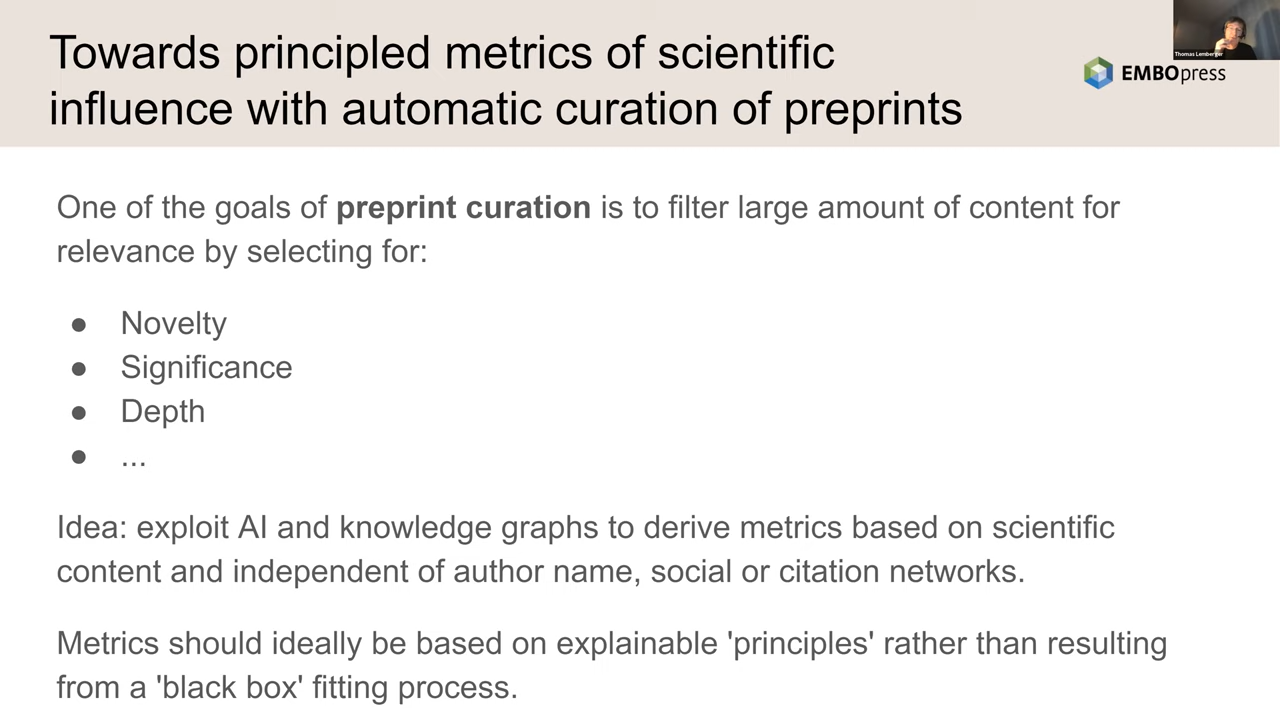 Towards principled metrics of scientific
influence with automatic curation of preprints
EMBOpress
Thomas Lemberger
One of the goals of preprint curation is to filter large amount of content for
relevance by selecting for:
● Novelty
● Significance
● Depth
● ...
Idea: exploit AI and knowledge graphs to derive metrics based on scientific
content and independent of author name, social or citation networks.
Metrics should ideally be based on explainable 'principles' rather than resulting
from a 'black box' fitting process.